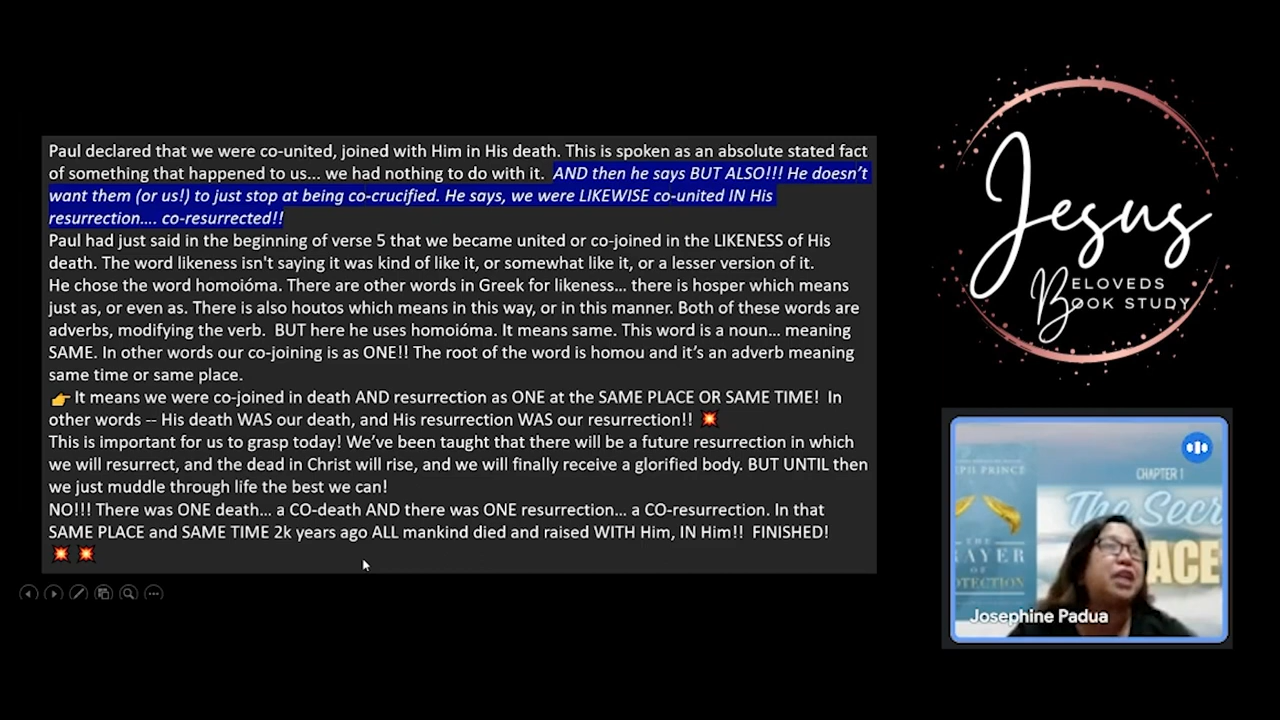 Paul declared that we were co-united, joined with Him in His death. This is spoken as an absolute stated fact
of something that happened to us... we had nothing to do with it.  AND then he says BUT ALSO!!! He doesn't
want them (or us!) to just stop at being co-crucified. He says, we were LIKEWISE co-united IN His
resurrection.... co-resurrected!!
Paul had just said in the beginning of verse 5 that we became united or co-joined in the LIKENESS of His
death. The word likeness isn't saying it was kind of like it, or somewhat like it, or a lesser version of it.
He chose the word homoióma. There are other words in Greek for likeness... there is hosper which means
just as, or even as. There is also houtos which means in this way, or in this manner. Both of these words are
adverbs, modifying the verb.  BUT here he uses homoióma. It means same. This word is a noun... meaning
SAME. In other words our co-joining is as ONE!! The root of the word is homou and it's an adverb meaning
same time or same place.
👉 It means we were co-joined in death AND resurrection as ONE at the SAME PLACE OR SAME TIME!  In
other words -- His death WAS our death, and His resurrection WAS our resurrection!! 💥
This is important for us to grasp today! We've been taught that there will be a future resurrection in which
we will resurrect, and the dead in Christ will rise, and we will finally receive a glorified body. BUT UNTIL then
we just muddle through life the best we can!
NO!!! There was ONE death... a CO-death AND there was ONE resurrection... a CO-resurrection. In that
SAME PLACE and SAME TIME 2k years ago ALL mankind died and raised WITH Him, IN Him!!  FINISHED!
💥 💥
Jesus
BELOVEDS
BOOK STUDY
PRINCE
CHAPTER 1
The
THE
OF
Josephine Padua